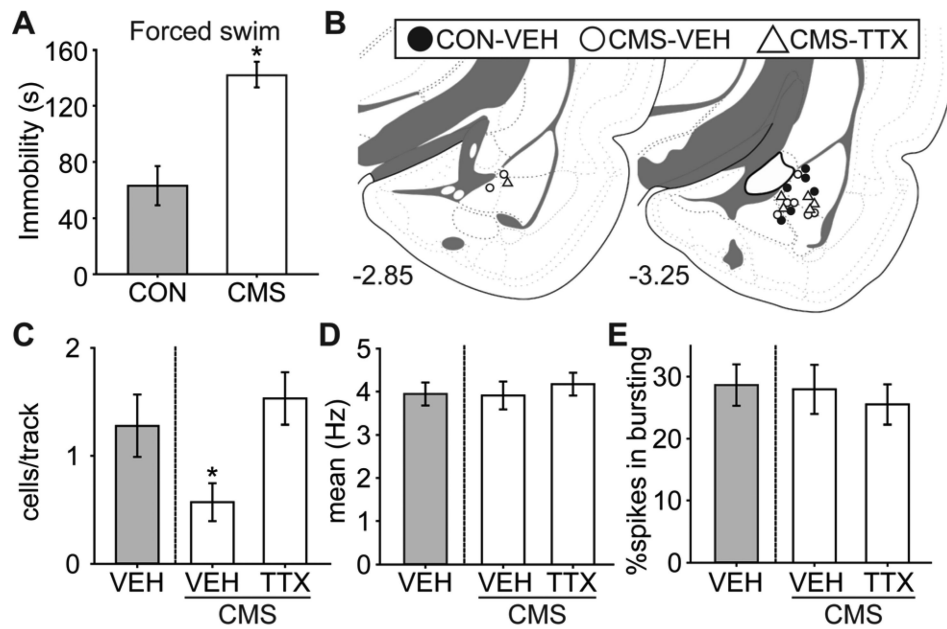 A
Forced swim
Immobility (s)
160
120
80
40
0
*
CON
CMS
B
CON-VEH
CMS-VEH
CMS-TTX
-2.85
-3.25
C
cells/track
2
1
0
*
VEH
VEH
TTX
CMS
D
mean (Hz)
5
4
3
2
1
0
VEH
VEH
TTX
CMS
E
%spikes in bursting
30
20
10
0
VEH
VEH
TTX
CMS